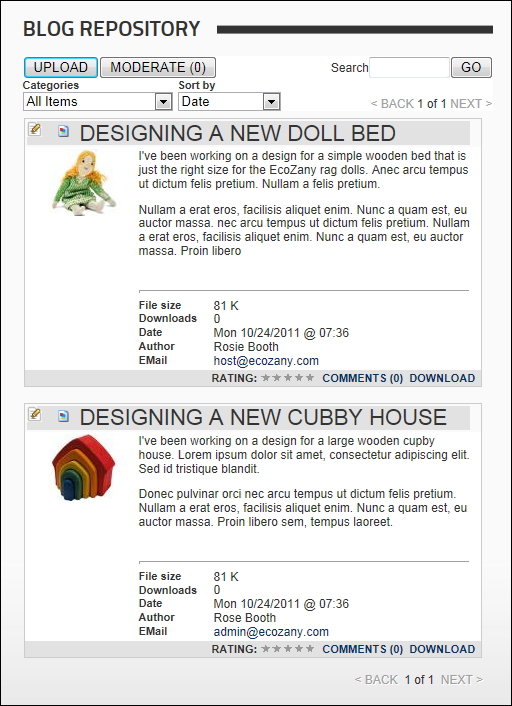 BLOG REPOSITORY
UPLOAD MODERATE (0) Search GO
Categories Sort by
All Items Date < BACK 1 of 1 NEXT >
DESIGNING A NEW DOLL BED
I've been working on a design for a simple wooden bed that is
just the right size for the EcoZany rag dolls. Anec arcu tempus
ut dictum felis pretium. Nullam a felis pretium.
Nullam a erat eros, facilisis aliquet enim. Nunc a quam est, eu
auctor massa. nec arcu tempus ut dictum felis pretium. Nullam
a erat eros, facilisis aliquet enim. Nunc a quam est, eu auctor
massa. Proin libero
File size 81 K
Downloads 0
Date Mon 10/24/2011 @ 07:36
Author Rosie Booth
EMail host@ecozany.com
RATING: COMMENTS (0) DOWNLOAD
DESIGNING A NEW CUBBY HOUSE
I've been working on a design for a large wooden cupby
house. Lorem ipsum dolor sit amet, consectetur adipiscing elit.
Sed id tristique blandit.
Donec pulvinar orci nec arcu tempus ut dictum felis pretium.
Nullam a erat eros, facilisis aliquet enim. Nunc a quam est, eu
auctor massa. Proin libero sem, tempus laoreet.
File size 81 K
Downloads 0
Date Mon 10/24/2011 @ 07:36
Author Rose Booth
EMail admin@ecozany.com
RATING: COMMENTS (0) DOWNLOAD
< BACK 1 of 1 NEXT >